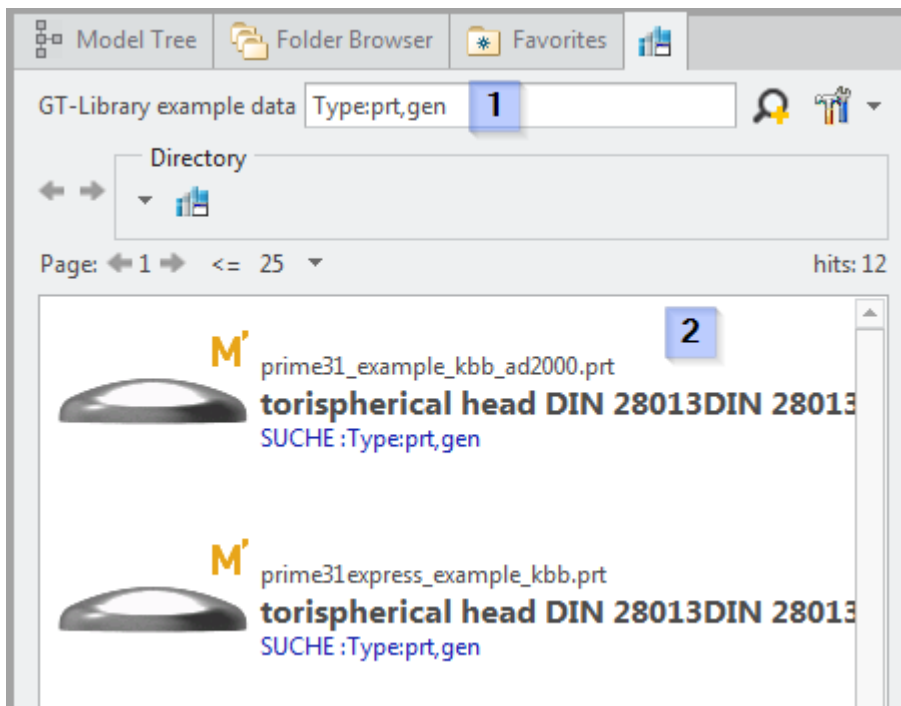 Model Tree Folder Browser Favorites
GT-Library example data Type:prt,gen 1
Directory
Page: 1 <= 25 hits: 12
2
M’ prime31_example_kbb_ad2000.prt
torispherical head DIN 28013DIN 28013
SUCHE :Type:prt,gen
M’ prime31express_example_kbb.prt
torispherical head DIN 28013DIN 28013
SUCHE :Type:prt,gen